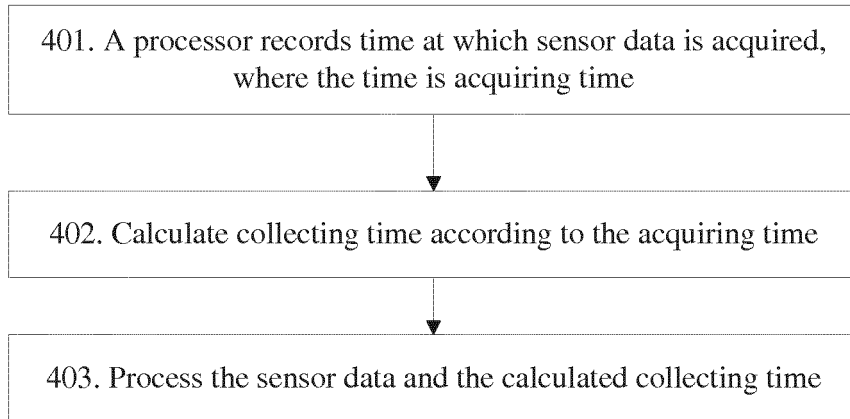 401. A processor records time at which sensor data is acquired,
where the time is acquiring time
402. Calculate collecting time according to the acquiring time
403. Process the sensor data and the calculated collecting time